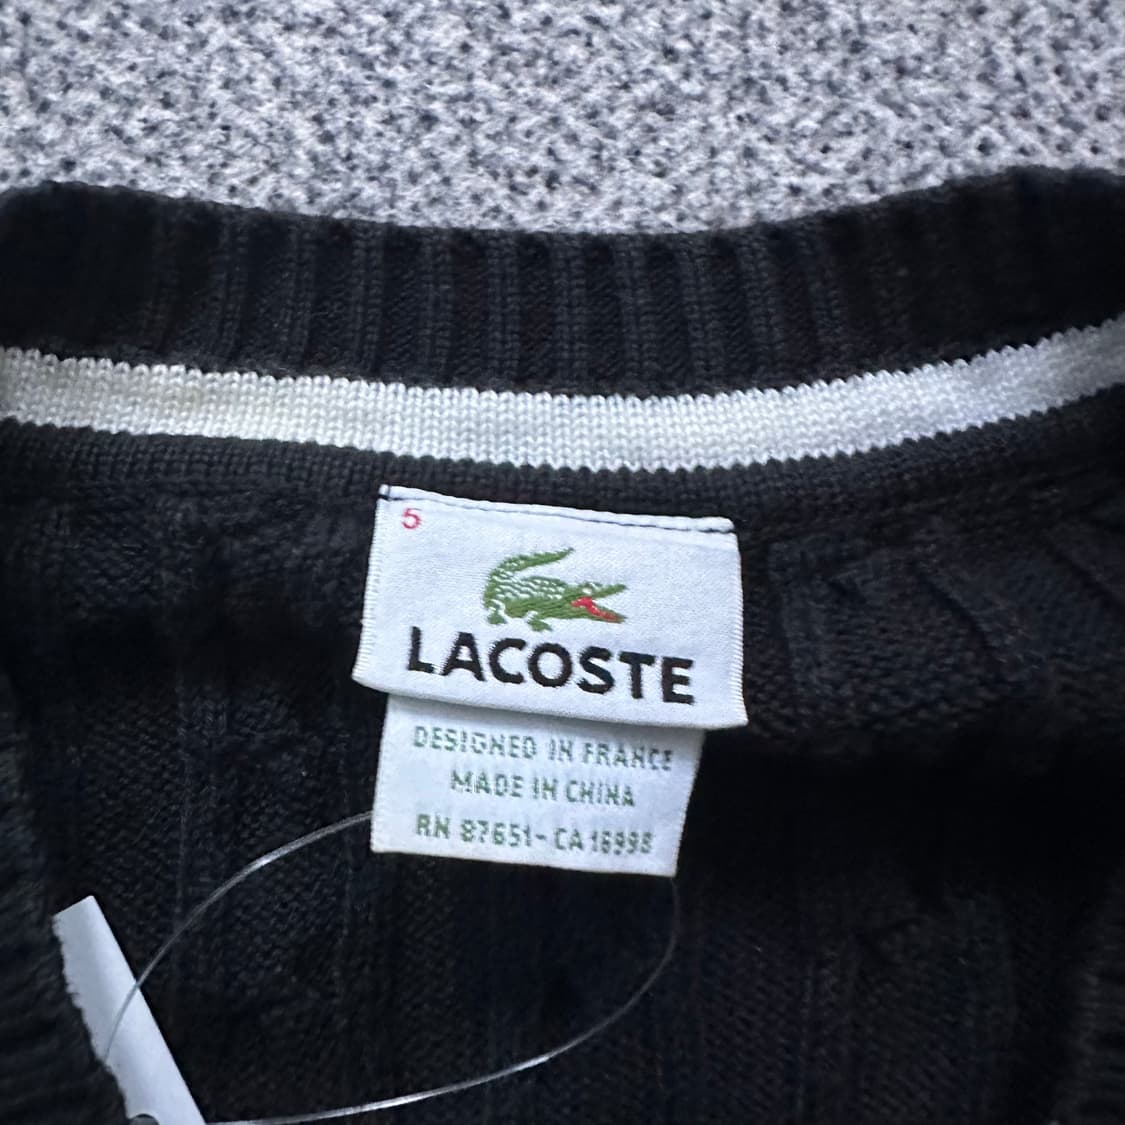 5
LACOSTE
DESIGNED IN FRANCE
MADE IN CHINA
RN 87651- CA 16998